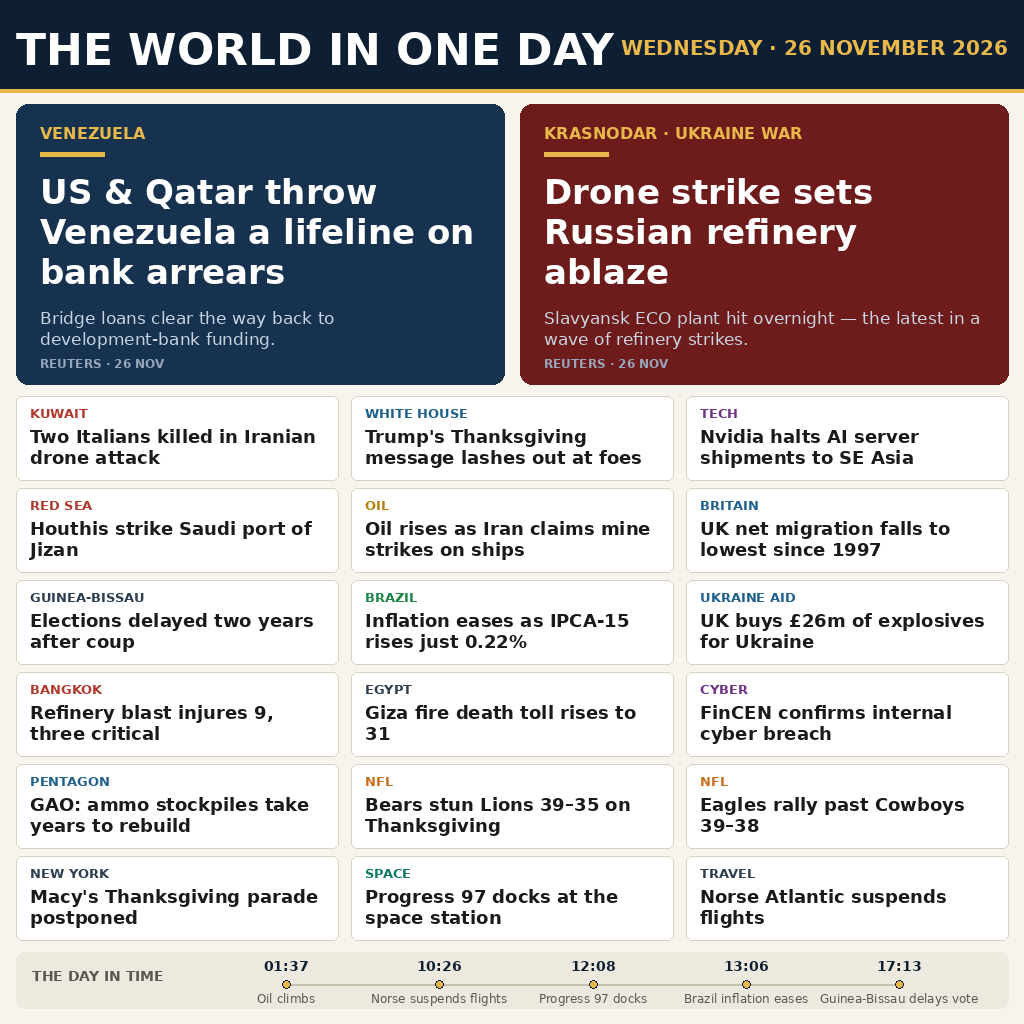 THE WORLD IN ONE DAY
WEDNESDAY · 26 NOVEMBER 2026
VENEZUELA
US & Qatar throw
Venezuela a lifeline on
bank arrears
Bridge loans clear the way back to
development-bank funding.
REUTERS · 26 NOV
KRASNODAR · UKRAINE WAR
Drone strike sets
Russian refinery
ablaze
Slavyansk ECO plant hit overnight — the latest in a
wave of refinery strikes.
REUTERS · 26 NOV
KUWAIT
Two Italians killed in Iranian
drone attack
WHITE HOUSE
Trump's Thanksgiving
message lashes out at foes
TECH
Nvidia halts AI server
shipments to SE Asia
RED SEA
Houthis strike Saudi port of
Jizan
OIL
Oil rises as Iran claims mine
strikes on ships
BRITAIN
UK net migration falls to
lowest since 1997
GUINEA-BISSAU
Elections delayed two years
after coup
BRAZIL
Inflation eases as IPCA-15
rises just 0.22%
UKRAINE AID
UK buys £26m of explosives
for Ukraine
BANGKOK
Refinery blast injures 9,
three critical
EGYPT
Giza fire death toll rises to
31
CYBER
FinCEN confirms internal
cyber breach
PENTAGON
GAO: ammo stockpiles take
years to rebuild
NFL
Bears stun Lions 39–35 on
Thanksgiving
NFL
Eagles rally past Cowboys
39–38
NEW YORK
Macy's Thanksgiving parade
postponed
SPACE
Progress 97 docks at the
space station
TRAVEL
Norse Atlantic suspends
flights
THE DAY IN TIME
01:37
Oil climbs
10:26
Norse suspends flights
12:08
Progress 97 docks
13:06
Brazil inflation eases
17:13
Guinea-Bissau delays vote